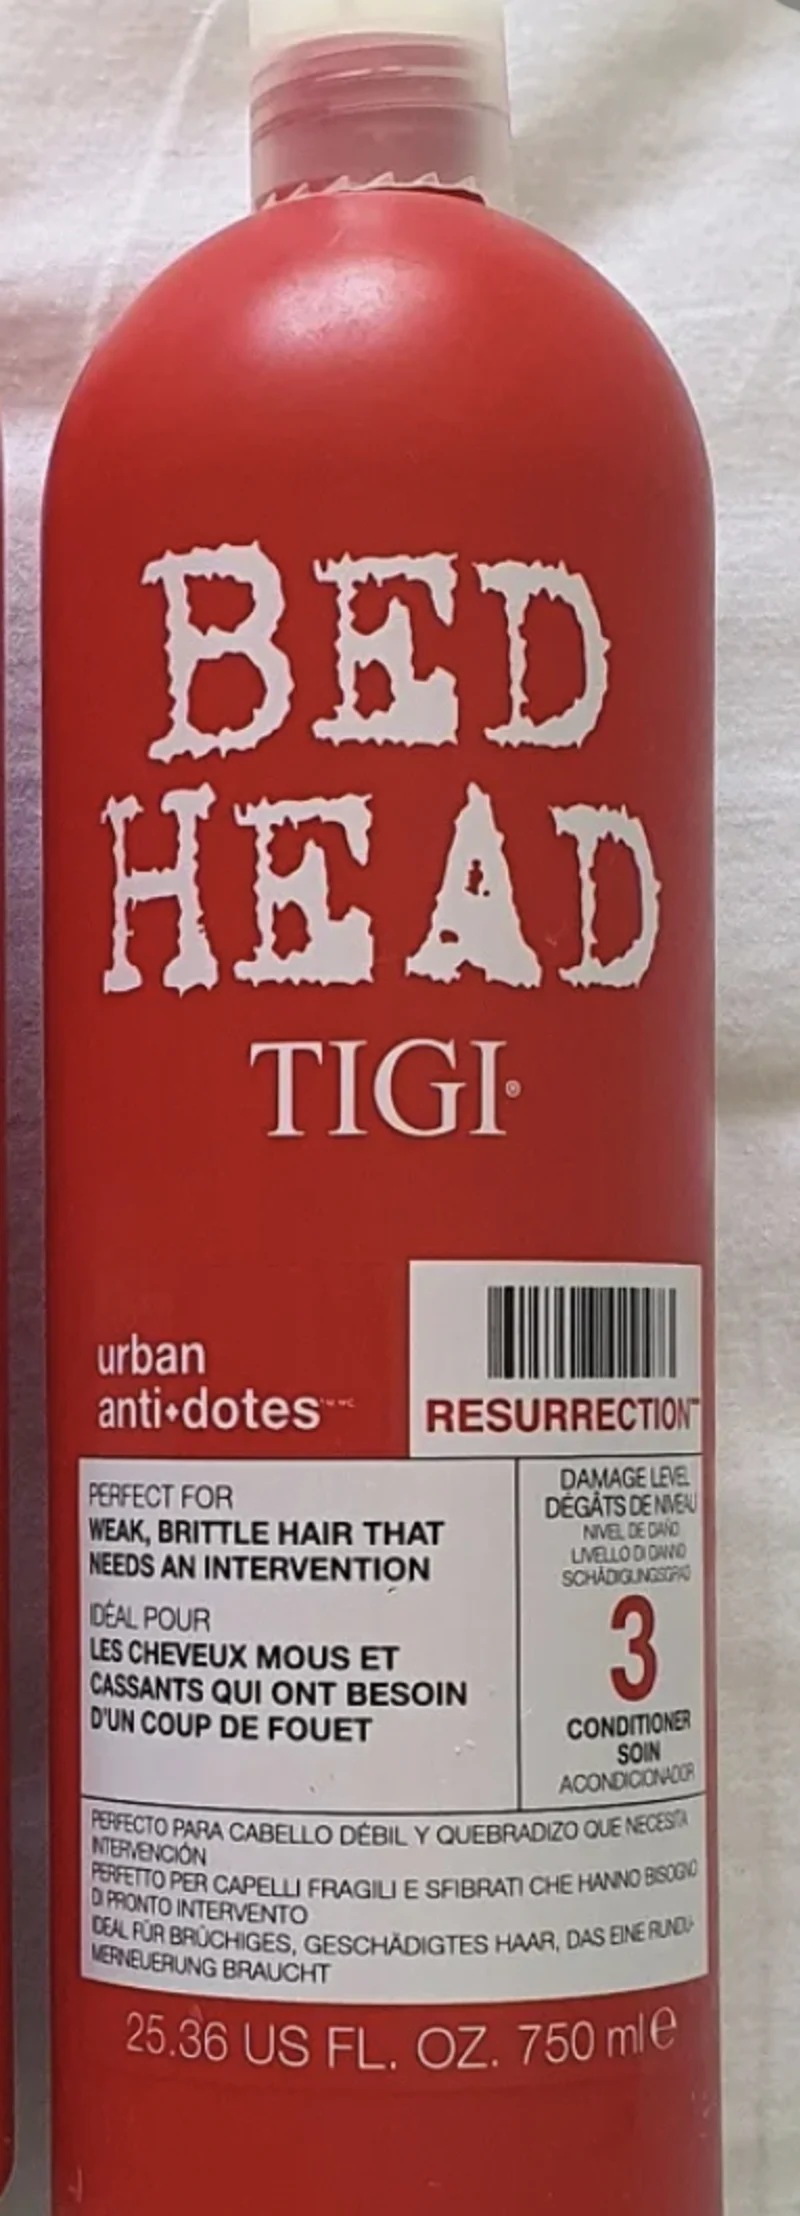 BED
HEAD
TIGI®
urban
anti•dotes
RESURRECTION™
PERFECT FOR
WEAK, BRITTLE HAIR THAT
NEEDS AN INTERVENTION
IDÉAL POUR
LES CHEVEUX MOUS ET
CASSANTS QUI ONT BESOIN
D'UN COUP DE FOUET
DAMAGE LEVEL
DÉGÂTS DE NIVEAU
NIVEL DE DAÑO
LIVELLO DI DANNO
SCHÄDIGUNGSGRAD
3
CONDITIONER
SOIN
ACONDICIONADOR
PERFECTO PARA CABELLO DÉBIL Y QUEBRADIZO QUE NECESITA
INTERVENCIÓN
PERFETTO PER CAPELLI FRAGILI E SFIBRATI CHE HANNO BISOGNO
DI PRONTO INTERVENTO
IDEAL FÜR BRÜCHIGES, GESCHÄDIGTES HAAR, DAS EINE RUNDU-
MERNEUERUNG BRAUCHT
25.36 US FL. OZ. 750 ml e